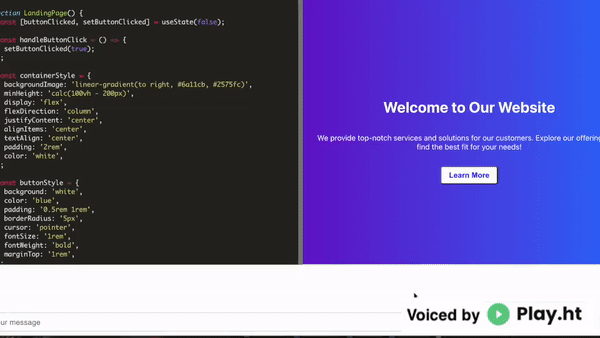 ction LandingPage() {
onst [buttonClicked, setButtonClicked] = useState(false);
onst handleButtonClick = () => {
setButtonClicked(true);
;
onst containerStyle = {
backgroundImage: 'linear-gradient(to right, #6a11cb, #2575fc)',
minHeight: 'calc(100vh - 200px)',
display: 'flex',
flexDirection: 'column',
justifyContent: 'center',
alignItems: 'center',
textAlign: 'center',
padding: '2rem',
color: 'white',
;
onst buttonStyle = {
background: 'white',
color: 'blue',
padding: '0.5rem 1rem',
borderRadius: '5px',
cursor: 'pointer',
fontSize: '1rem',
fontWeight: 'bold',
marginTop: '1rem',
Welcome to Our Website
We provide top-notch services and solutions for our customers. Explore our offering
find the best fit for your needs!
Learn More
ur message
Voiced by Play.ht